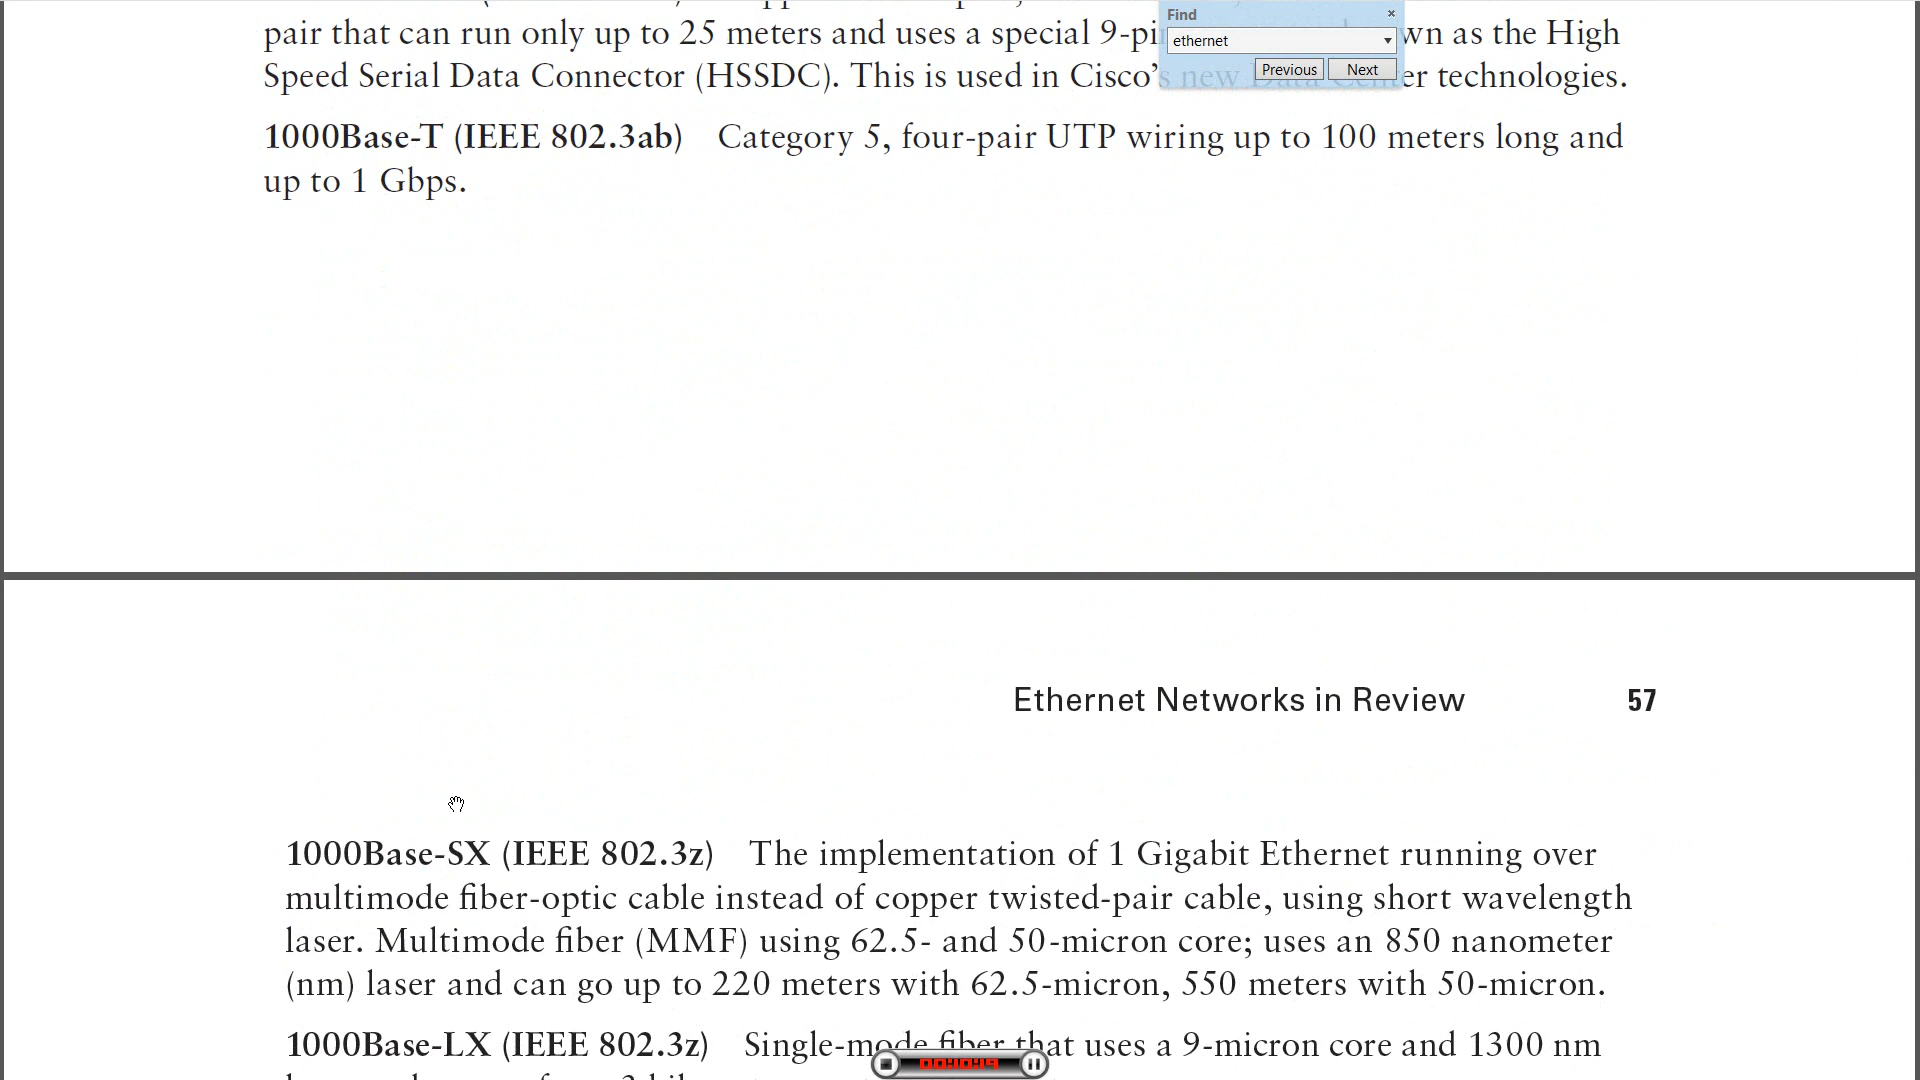 pair that can run only up to 25 meters and uses a special 9-pi wn as the High
Speed Serial Data Connector (HSSDC). This is used in Cisco's new Data Center technologies.
Find
ethernet
Previous Next
1000Base-T (IEEE 802.3ab) Category 5, four-pair UTP wiring up to 100 meters long and
up to 1 Gbps.
Ethernet Networks in Review 57
1000Base-SX (IEEE 802.3z) The implementation of 1 Gigabit Ethernet running over
multimode fiber-optic cable instead of copper twisted-pair cable, using short wavelength
laser. Multimode fiber (MMF) using 62.5- and 50-micron core; uses an 850 nanometer
(nm) laser and can go up to 220 meters with 62.5-micron, 550 meters with 50-micron.
1000Base-LX (IEEE 802.3z) Single-mode fiber that uses a 9-micron core and 1300 nm
00:10:19